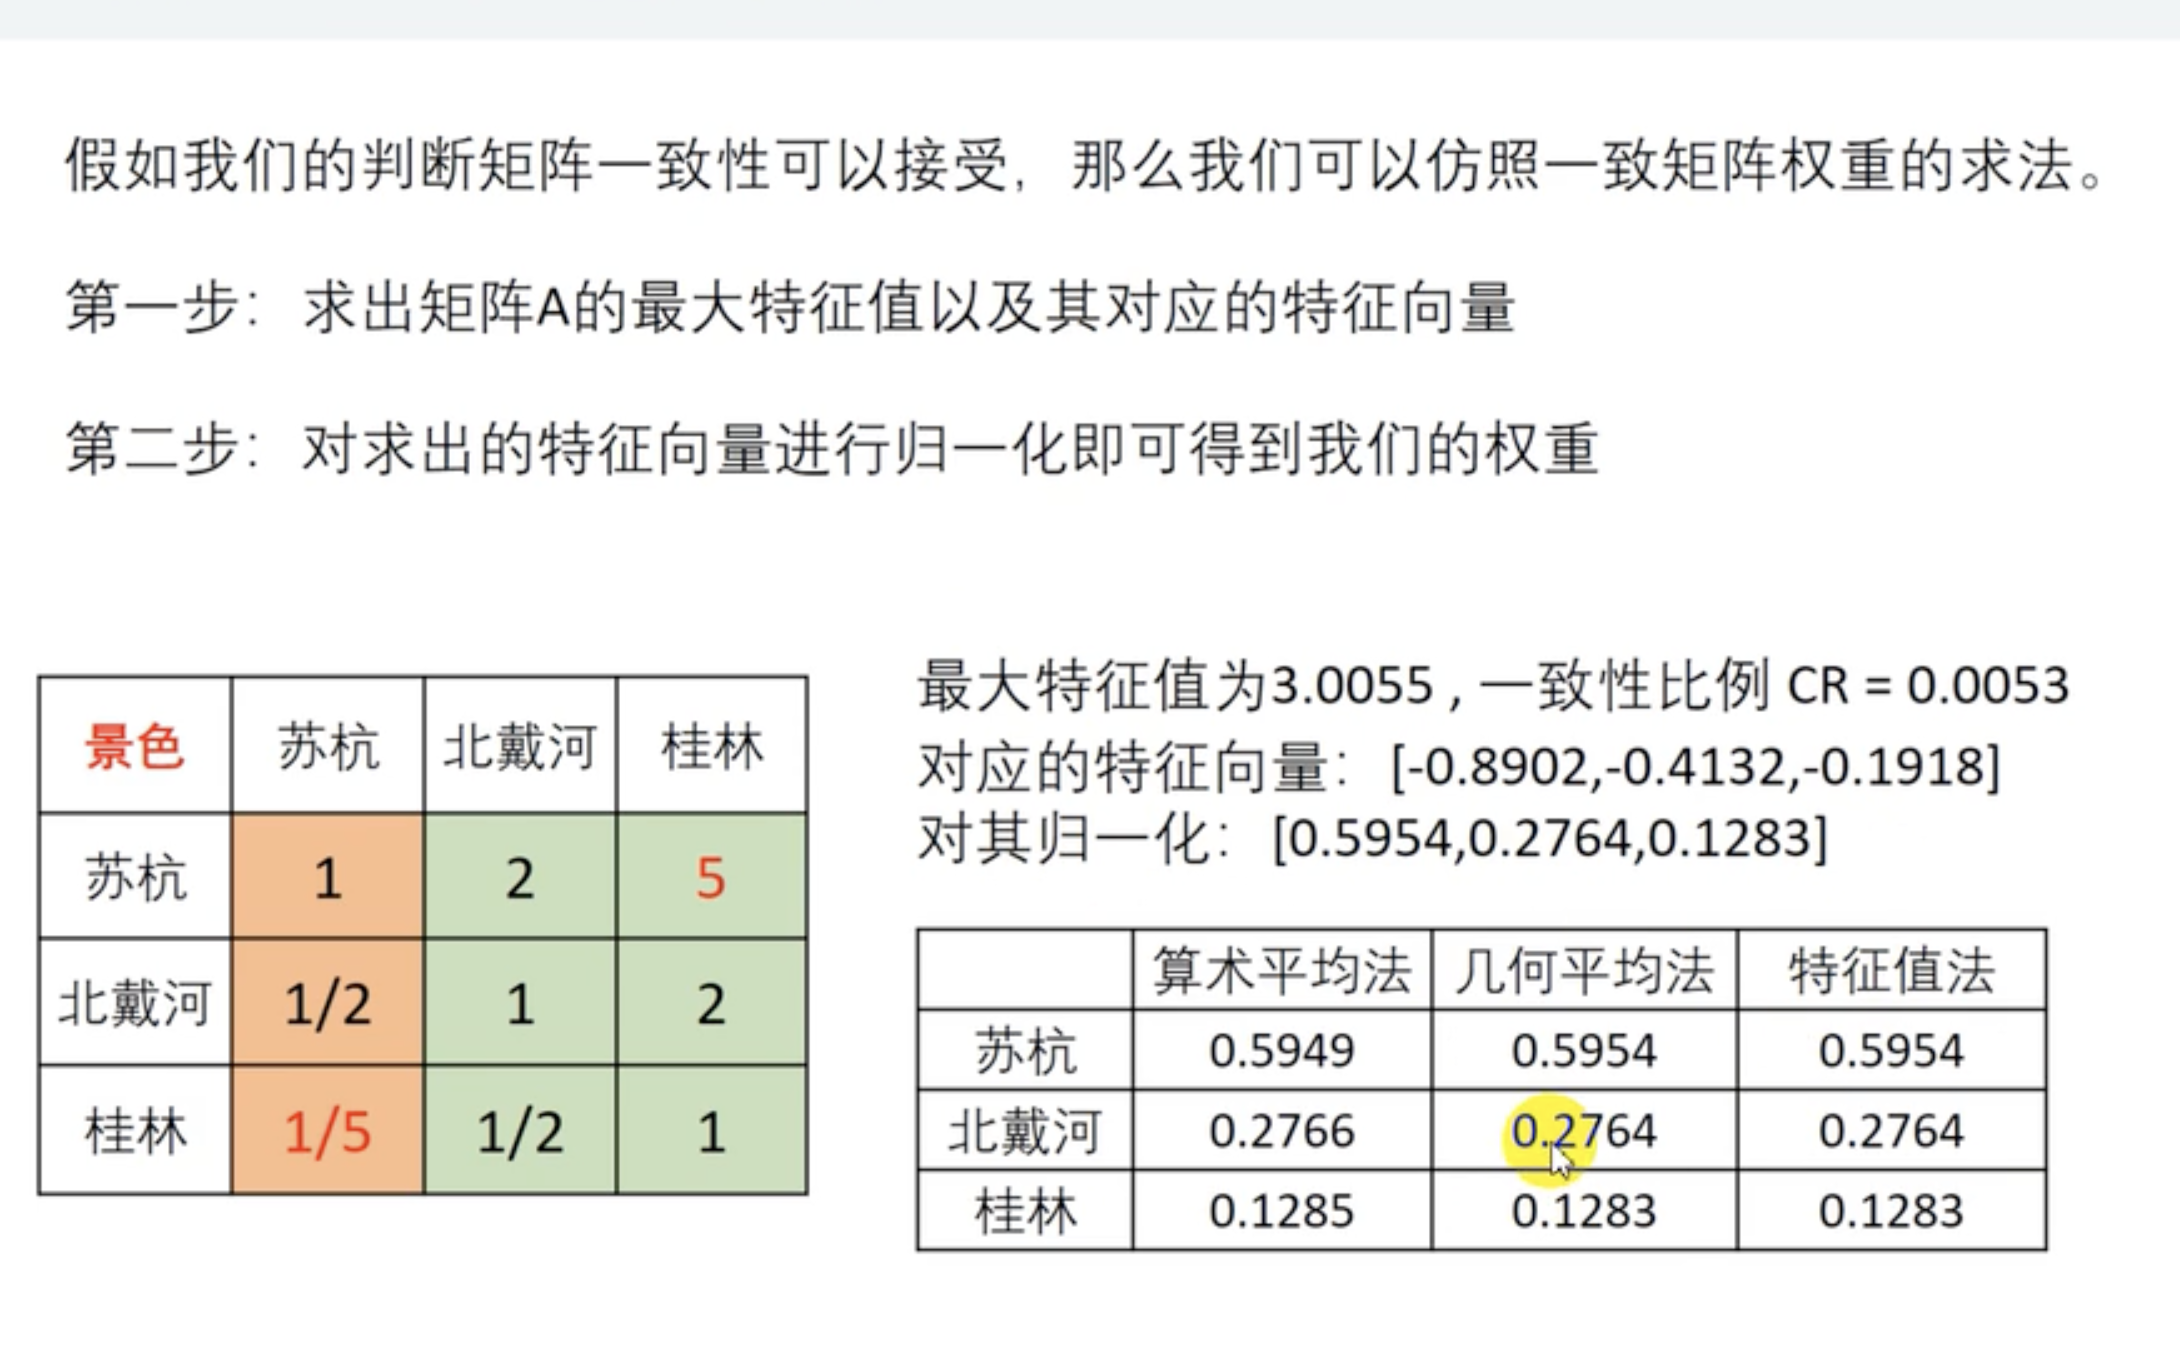 假如我们的判断矩阵一致性可以接受，那么我们可以仿照一致矩阵权重的求法。
第一步：求出矩阵A的最大特征值以及其对应的特征向量
第二步：对求出的特征向量进行归一化即可得到我们的权重
景色 苏杭 北戴河 桂林
苏杭 1 2 5
北戴河 1/2 1 2
桂林 1/5 1/2 1
最大特征值为3.0055 , 一致性比例 CR = 0.0053
对应的特征向量：[-0.8902,-0.4132,-0.1918]
对其归一化：[0.5954,0.2764,0.1283]
算术平均法 几何平均法 特征值法
苏杭 0.5949 0.5954 0.5954
北戴河 0.2766 0.2764 0.2764
桂林 0.1285 0.1283 0.1283